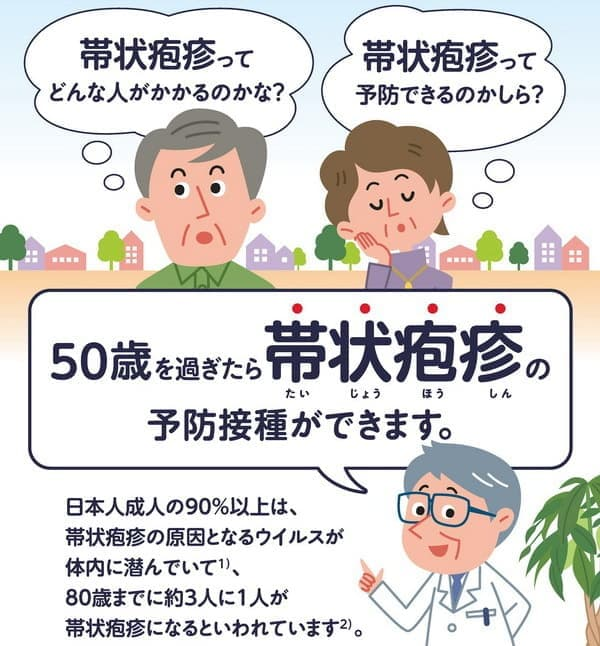 帯状疱疹って
どんな人がかかるのかな?
帯状疱疹って
予防できるのかしら?
50歳を過ぎたら帯状疱疹の
たい じょう ほう しん
予防接種ができます。
日本人成人の90%以上は、
帯状疱疹の原因となるウイルスが
体内に潜んでいて1)、
80歳までに約3人に1人が
帯状疱疹になるといわれています2)。